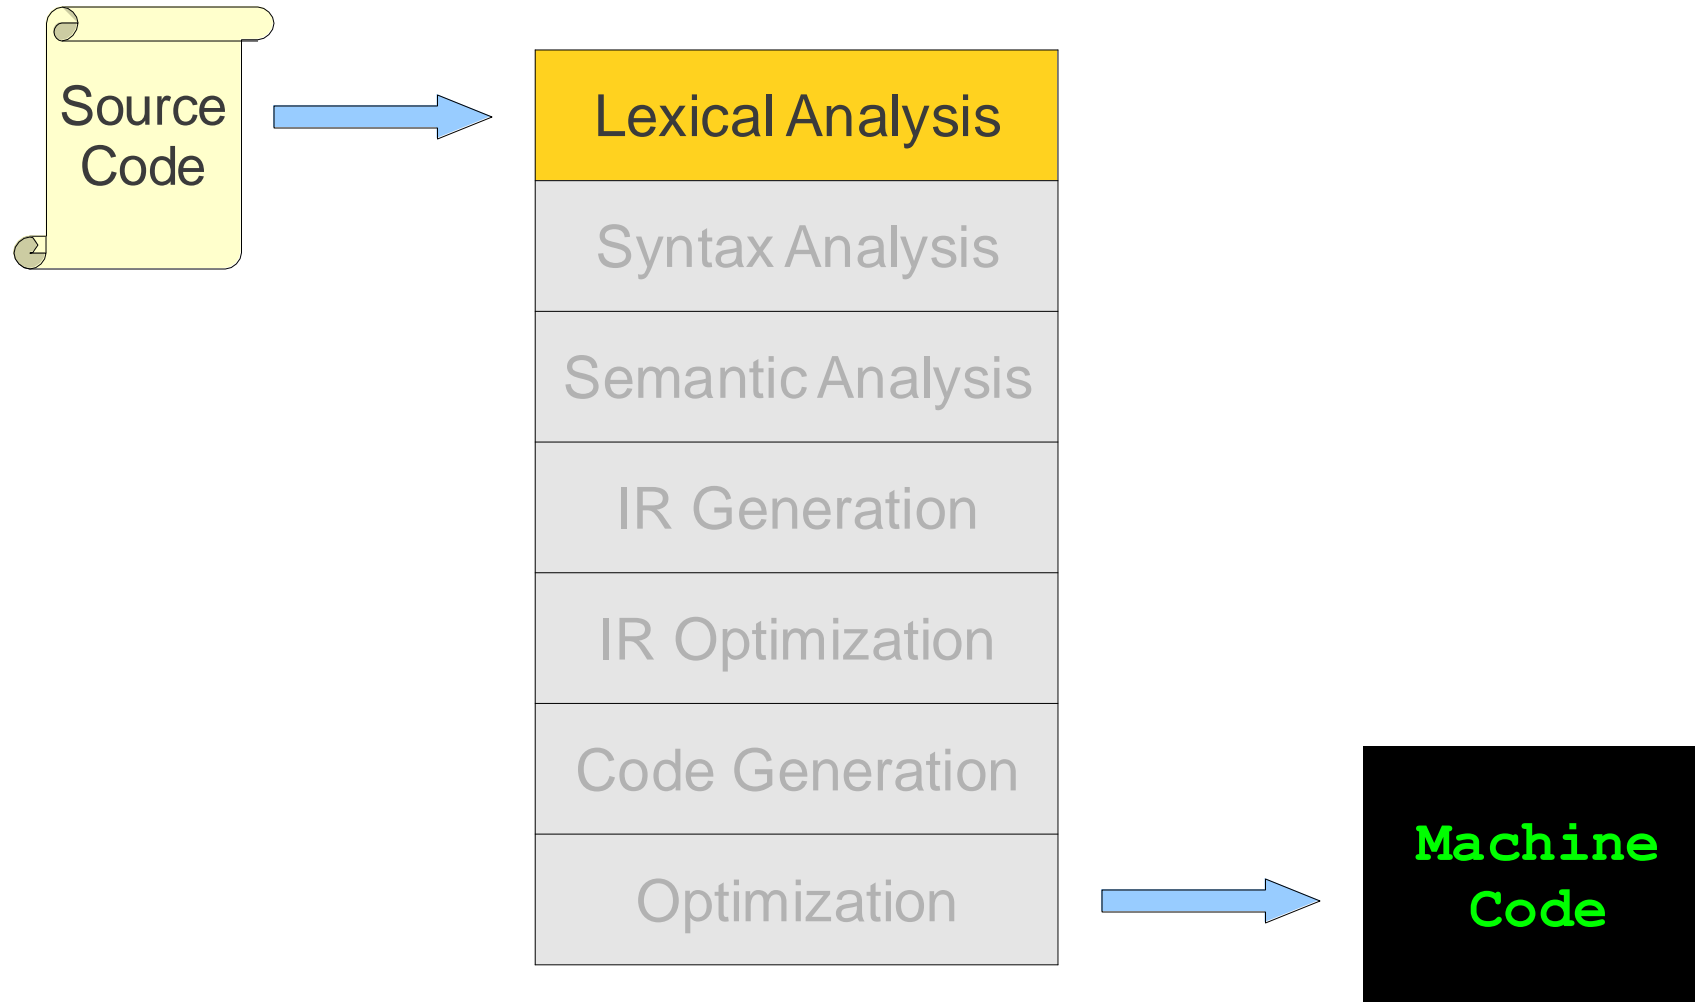 Source
Code
Lexical Analysis
Syntax Analysis
Semantic Analysis
IR Generation
IR Optimization
Code Generation
Optimization
Machine
Code